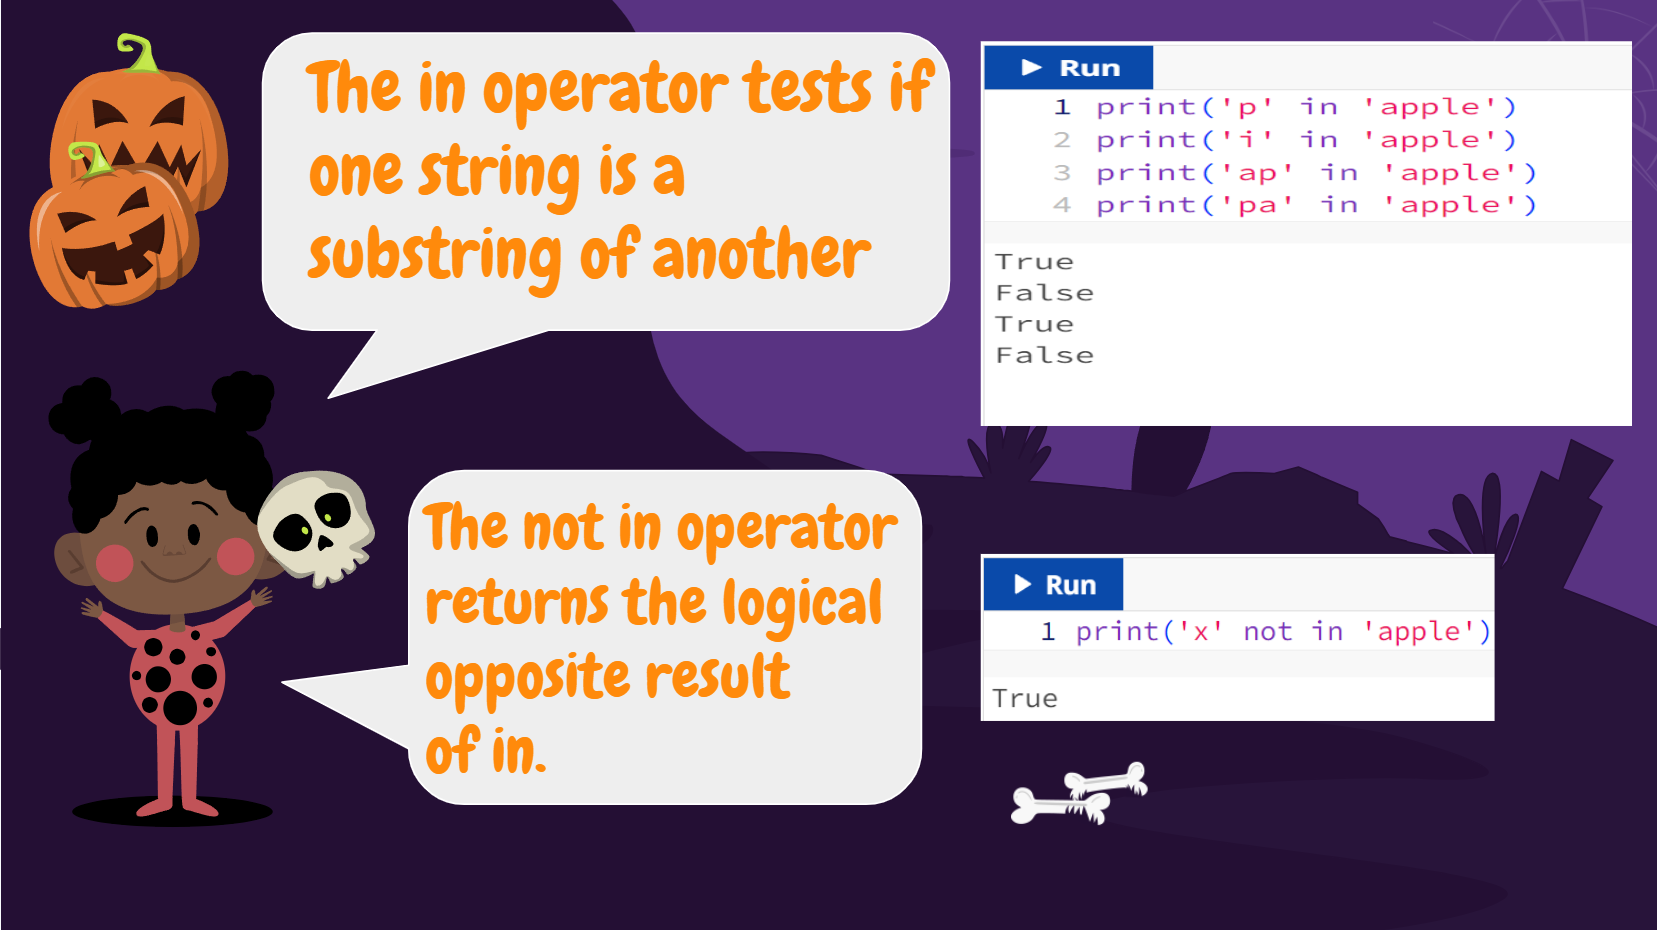 The in operator tests if
one string is a
substring of another
Run
1 print('p' in 'apple')
2 print('i' in 'apple')
3 print('ap' in 'apple')
4 print('pa' in 'apple')
True
False
True
False
The not in operator
returns the logical
opposite result
of in.
Run
1 print('x' not in 'apple')
True